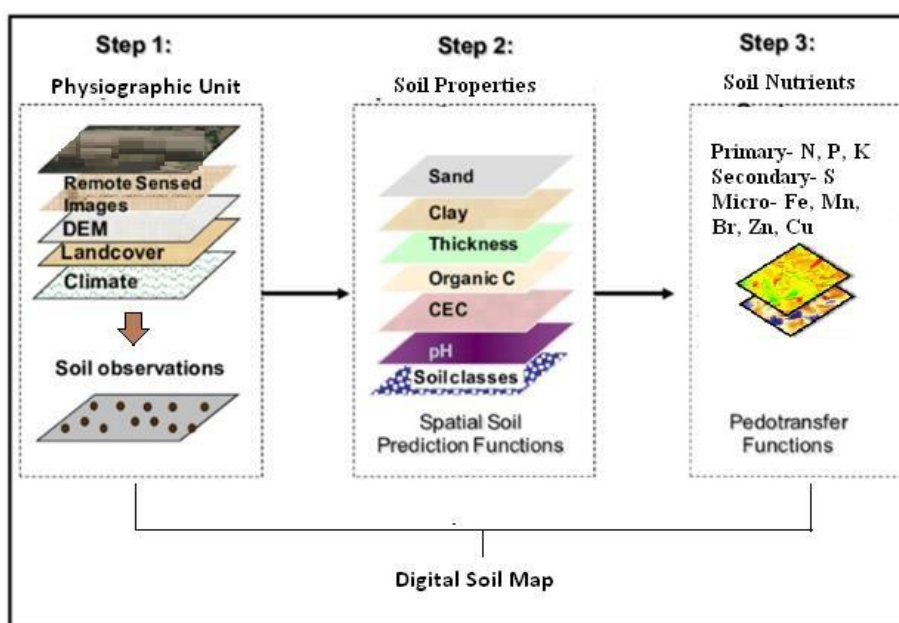 Step 1:
Physiographic Unit
Remote Sensed
Images
DEM
Landcover
Climate
Soil observations
Step 2:
Soil Properties
Sand
Clay
Thickness
Organic C
CEC
pH
Soil classes
Spatial Soil
Prediction Functions
Step 3:
Soil Nutrients
Primary- N, P, K
Secondary- S
Micro- Fe, Mn,
Br, Zn, Cu
Pedotransfer
Functions
Digital Soil Map